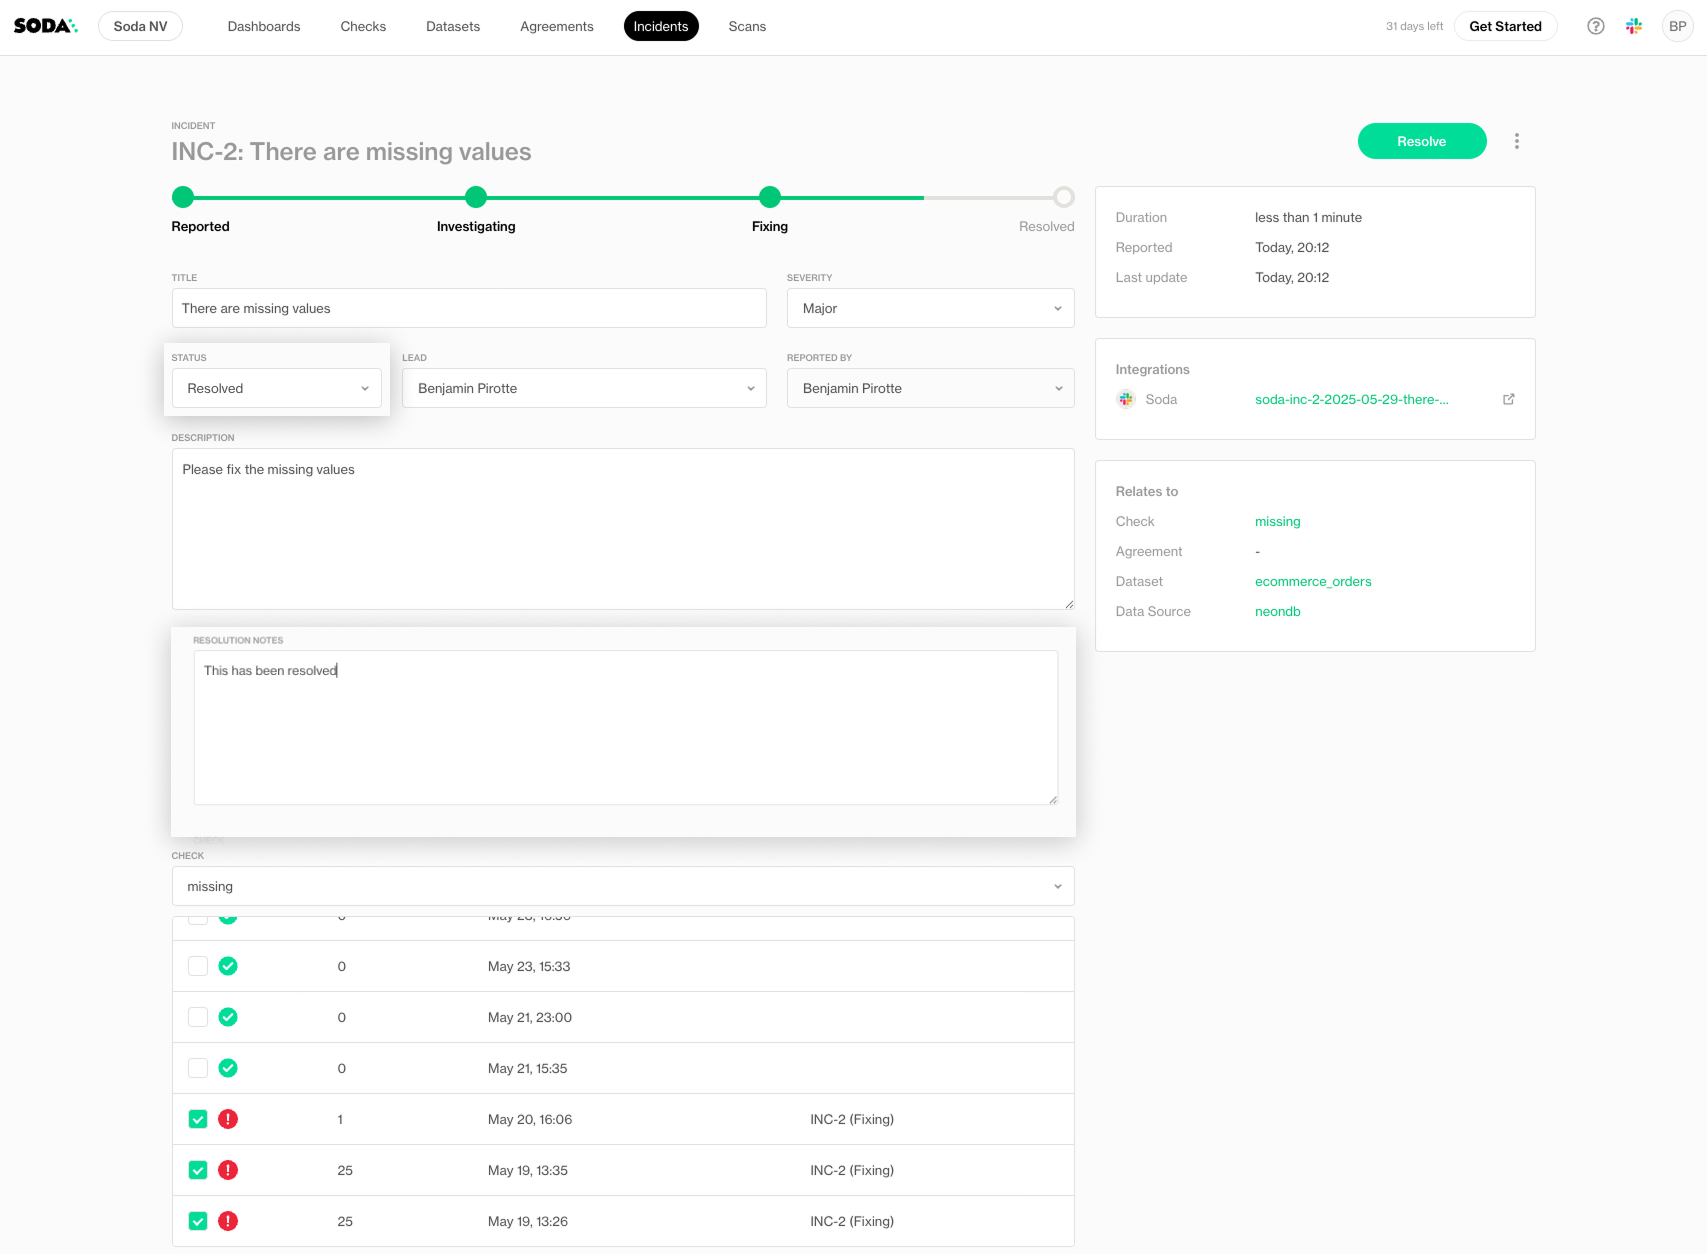 SODA
Soda NV
Dashboards
Checks
Datasets
Agreements
Incidents
Scans
31 days left
Get Started
BP
INCIDENT
INC-2: There are missing values
Resolve
Reported
Investigating
Fixing
Resolved
TITLE
There are missing values
SEVERITY
Major
STATUS
Resolved
LEAD
Benjamin Pirotte
REPORTED BY
Benjamin Pirotte
DESCRIPTION
Please fix the missing values
RESOLUTION NOTES
This has been resolved
CHECK
missing
0 May 23, 15:33
0 May 21, 23:00
0 May 21, 15:35
1 May 20, 16:06 INC-2 (Fixing)
25 May 19, 13:35 INC-2 (Fixing)
25 May 19, 13:26 INC-2 (Fixing)
Duration less than 1 minute
Reported Today, 20:12
Last update Today, 20:12
Integrations
Soda soda-inc-2-2025-05-29-there-...
Relates to
Check missing
Agreement -
Dataset ecommerce_orders
Data Source neondb